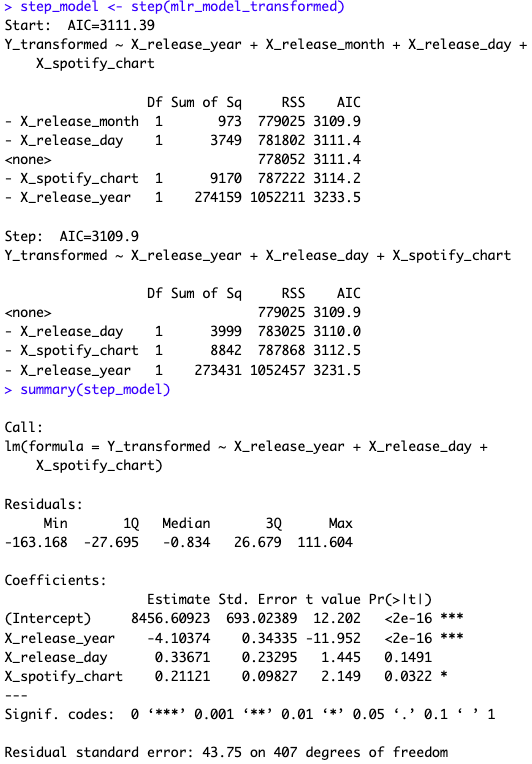 > step_model <- step(mlr_model_transformed)
Start:  AIC=3111.39
Y_transformed ~ X_release_year + X_release_month + X_release_day +
    X_spotify_chart

                  Df Sum of Sq     RSS    AIC
- X_release_month  1       973  779025 3109.9
- X_release_day    1      3749  781802 3111.4
<none>                          778052 3111.4
- X_spotify_chart  1      9170  787222 3114.2
- X_release_year   1    274159 1052211 3233.5

Step:  AIC=3109.9
Y_transformed ~ X_release_year + X_release_day + X_spotify_chart

                  Df Sum of Sq     RSS    AIC
<none>                          779025 3109.9
- X_release_day    1      3999  783025 3110.0
- X_spotify_chart  1      8842  787868 3112.5
- X_release_year   1    273431 1052457 3231.5
> summary(step_model)

Call:
lm(formula = Y_transformed ~ X_release_year + X_release_day +
    X_spotify_chart)

Residuals:
     Min       1Q   Median       3Q      Max
-163.168  -27.695   -0.834   26.679  111.604

Coefficients:
                  Estimate Std. Error t value Pr(>|t|)
(Intercept)     8456.60923  693.02389  12.202   <2e-16 ***
X_release_year    -4.10374    0.34335 -11.952   <2e-16 ***
X_release_day      0.33671    0.23295   1.445   0.1491
X_spotify_chart    0.21121    0.09827   2.149   0.0322 *
---
Signif. codes:  0 ‘***’ 0.001 ‘**’ 0.01 ‘*’ 0.05 ‘.’ 0.1 ‘ ’ 1

Residual standard error: 43.75 on 407 degrees of freedom